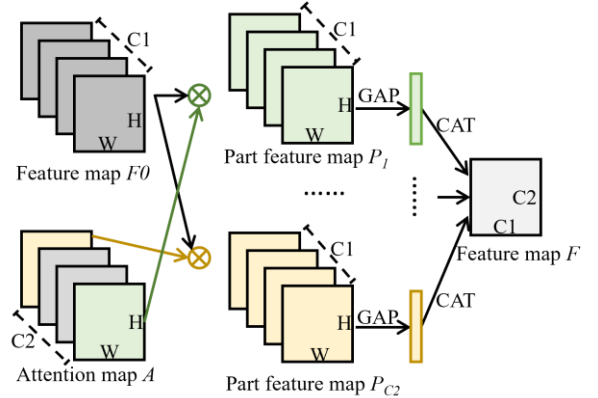 C1
H
W
Feature map F0
C1
H
W
Part feature map P1
GAP
CAT
C2
C1
Feature map F
......
......
C2
H
W
Attention map A
C1
H
W
Part feature map PC2
GAP
CAT